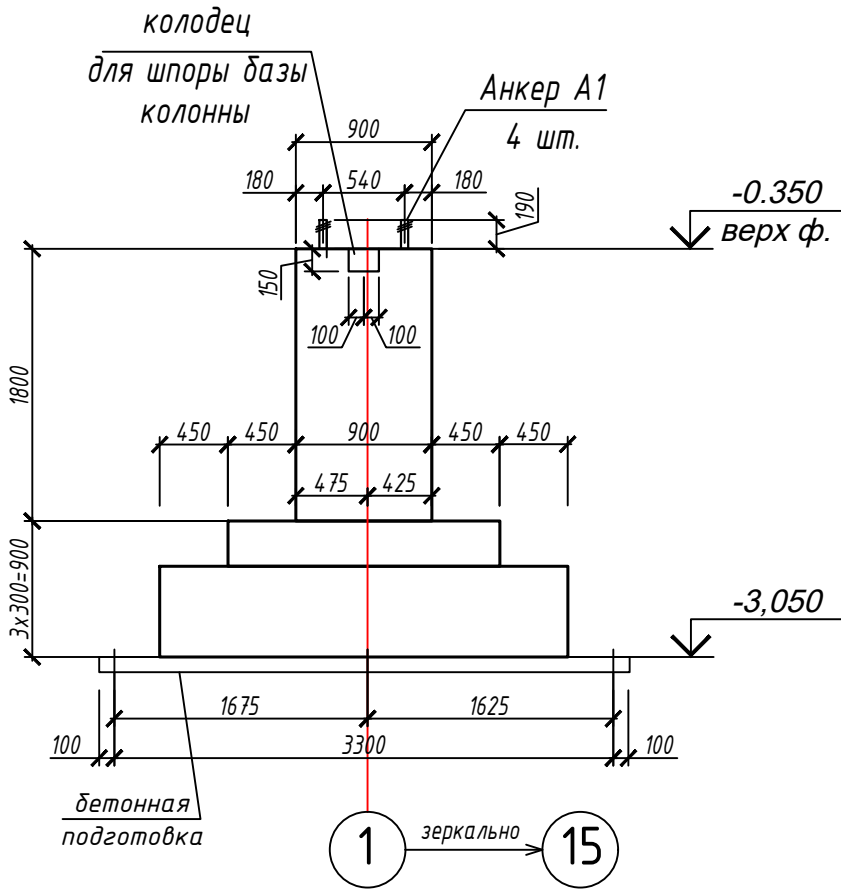 колодец
для шпоры базы
колонны
Анкер А1
4 шт.
900
180 540 180
190
-0.350
верх ф.
150
100 100
1800
450 450 900 450 450
475 425
3х300=900
-3,050
1675 1625
100 3300 100
бетонная
подготовка
1 зеркально 15